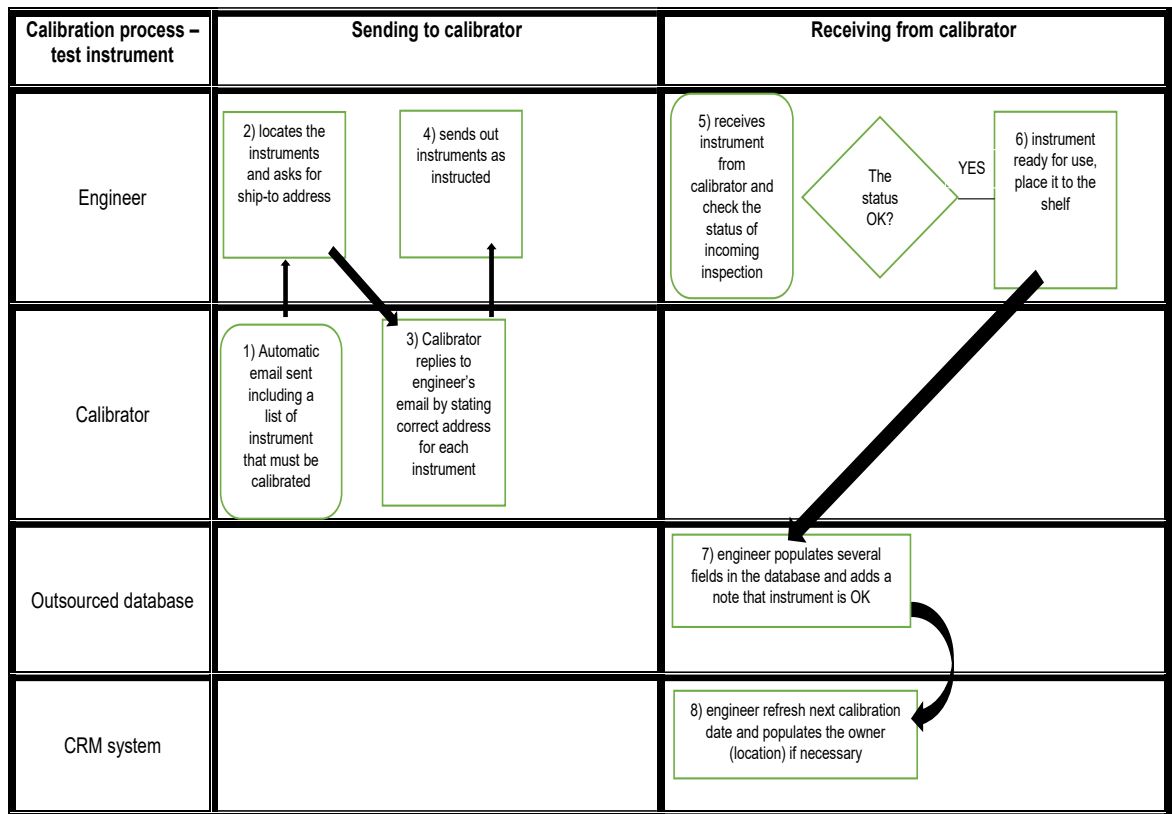 Calibration process –
test instrument
Sending to calibrator
Receiving from calibrator
Engineer
2) locates the
instruments
and asks for
ship-to address
4) sends out
instruments as
instructed
5) receives
instrument
from
calibrator and
check the
status of
incoming
inspection
The
status
OK?
YES
6) instrument
ready for use,
place it to the
shelf
Calibrator
1) Automatic
email sent
including a
list of
instrument
that must be
calibrated
3) Calibrator
replies to
engineer’s
email by stating
correct address
for each
instrument
Outsourced database
7) engineer populates several
fields in the database and adds a
note that instrument is OK
CRM system
8) engineer refresh next calibration
date and populates the owner
(location) if necessary